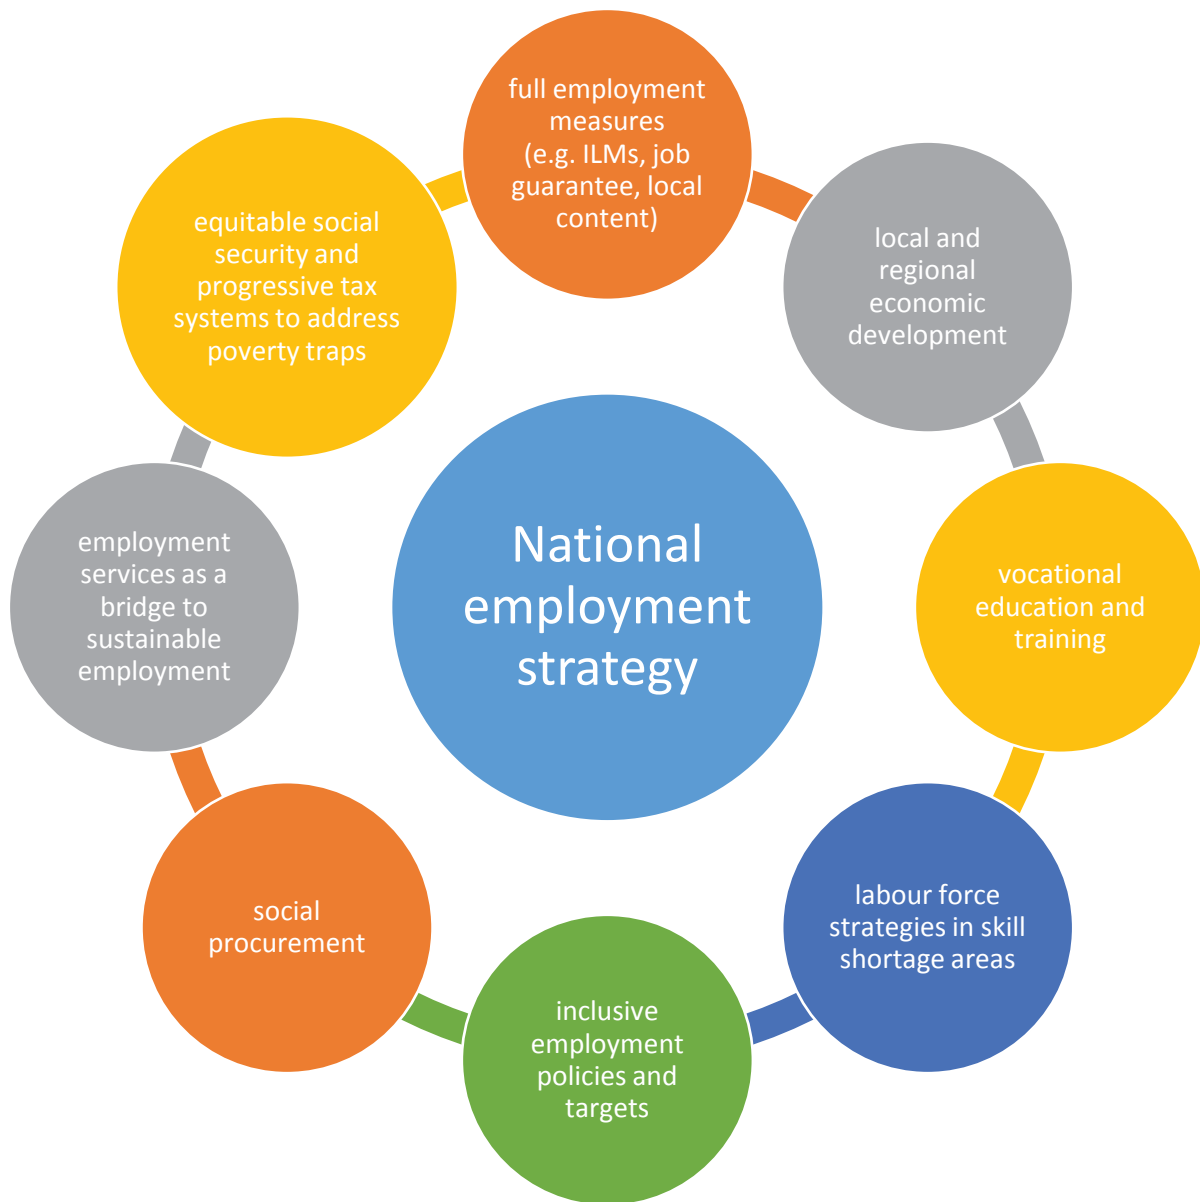 full employment
measures
(e.g. ILMs, job
guarantee, local
content)
local and
regional
economic
development
vocational
education and
training
labour force
strategies in skill
shortage areas
inclusive
employment
policies and
targets
social
procurement
employment
services as a
bridge to
sustainable
employment
equitable social
security and
progressive tax
systems to address
poverty traps
National
employment
strategy